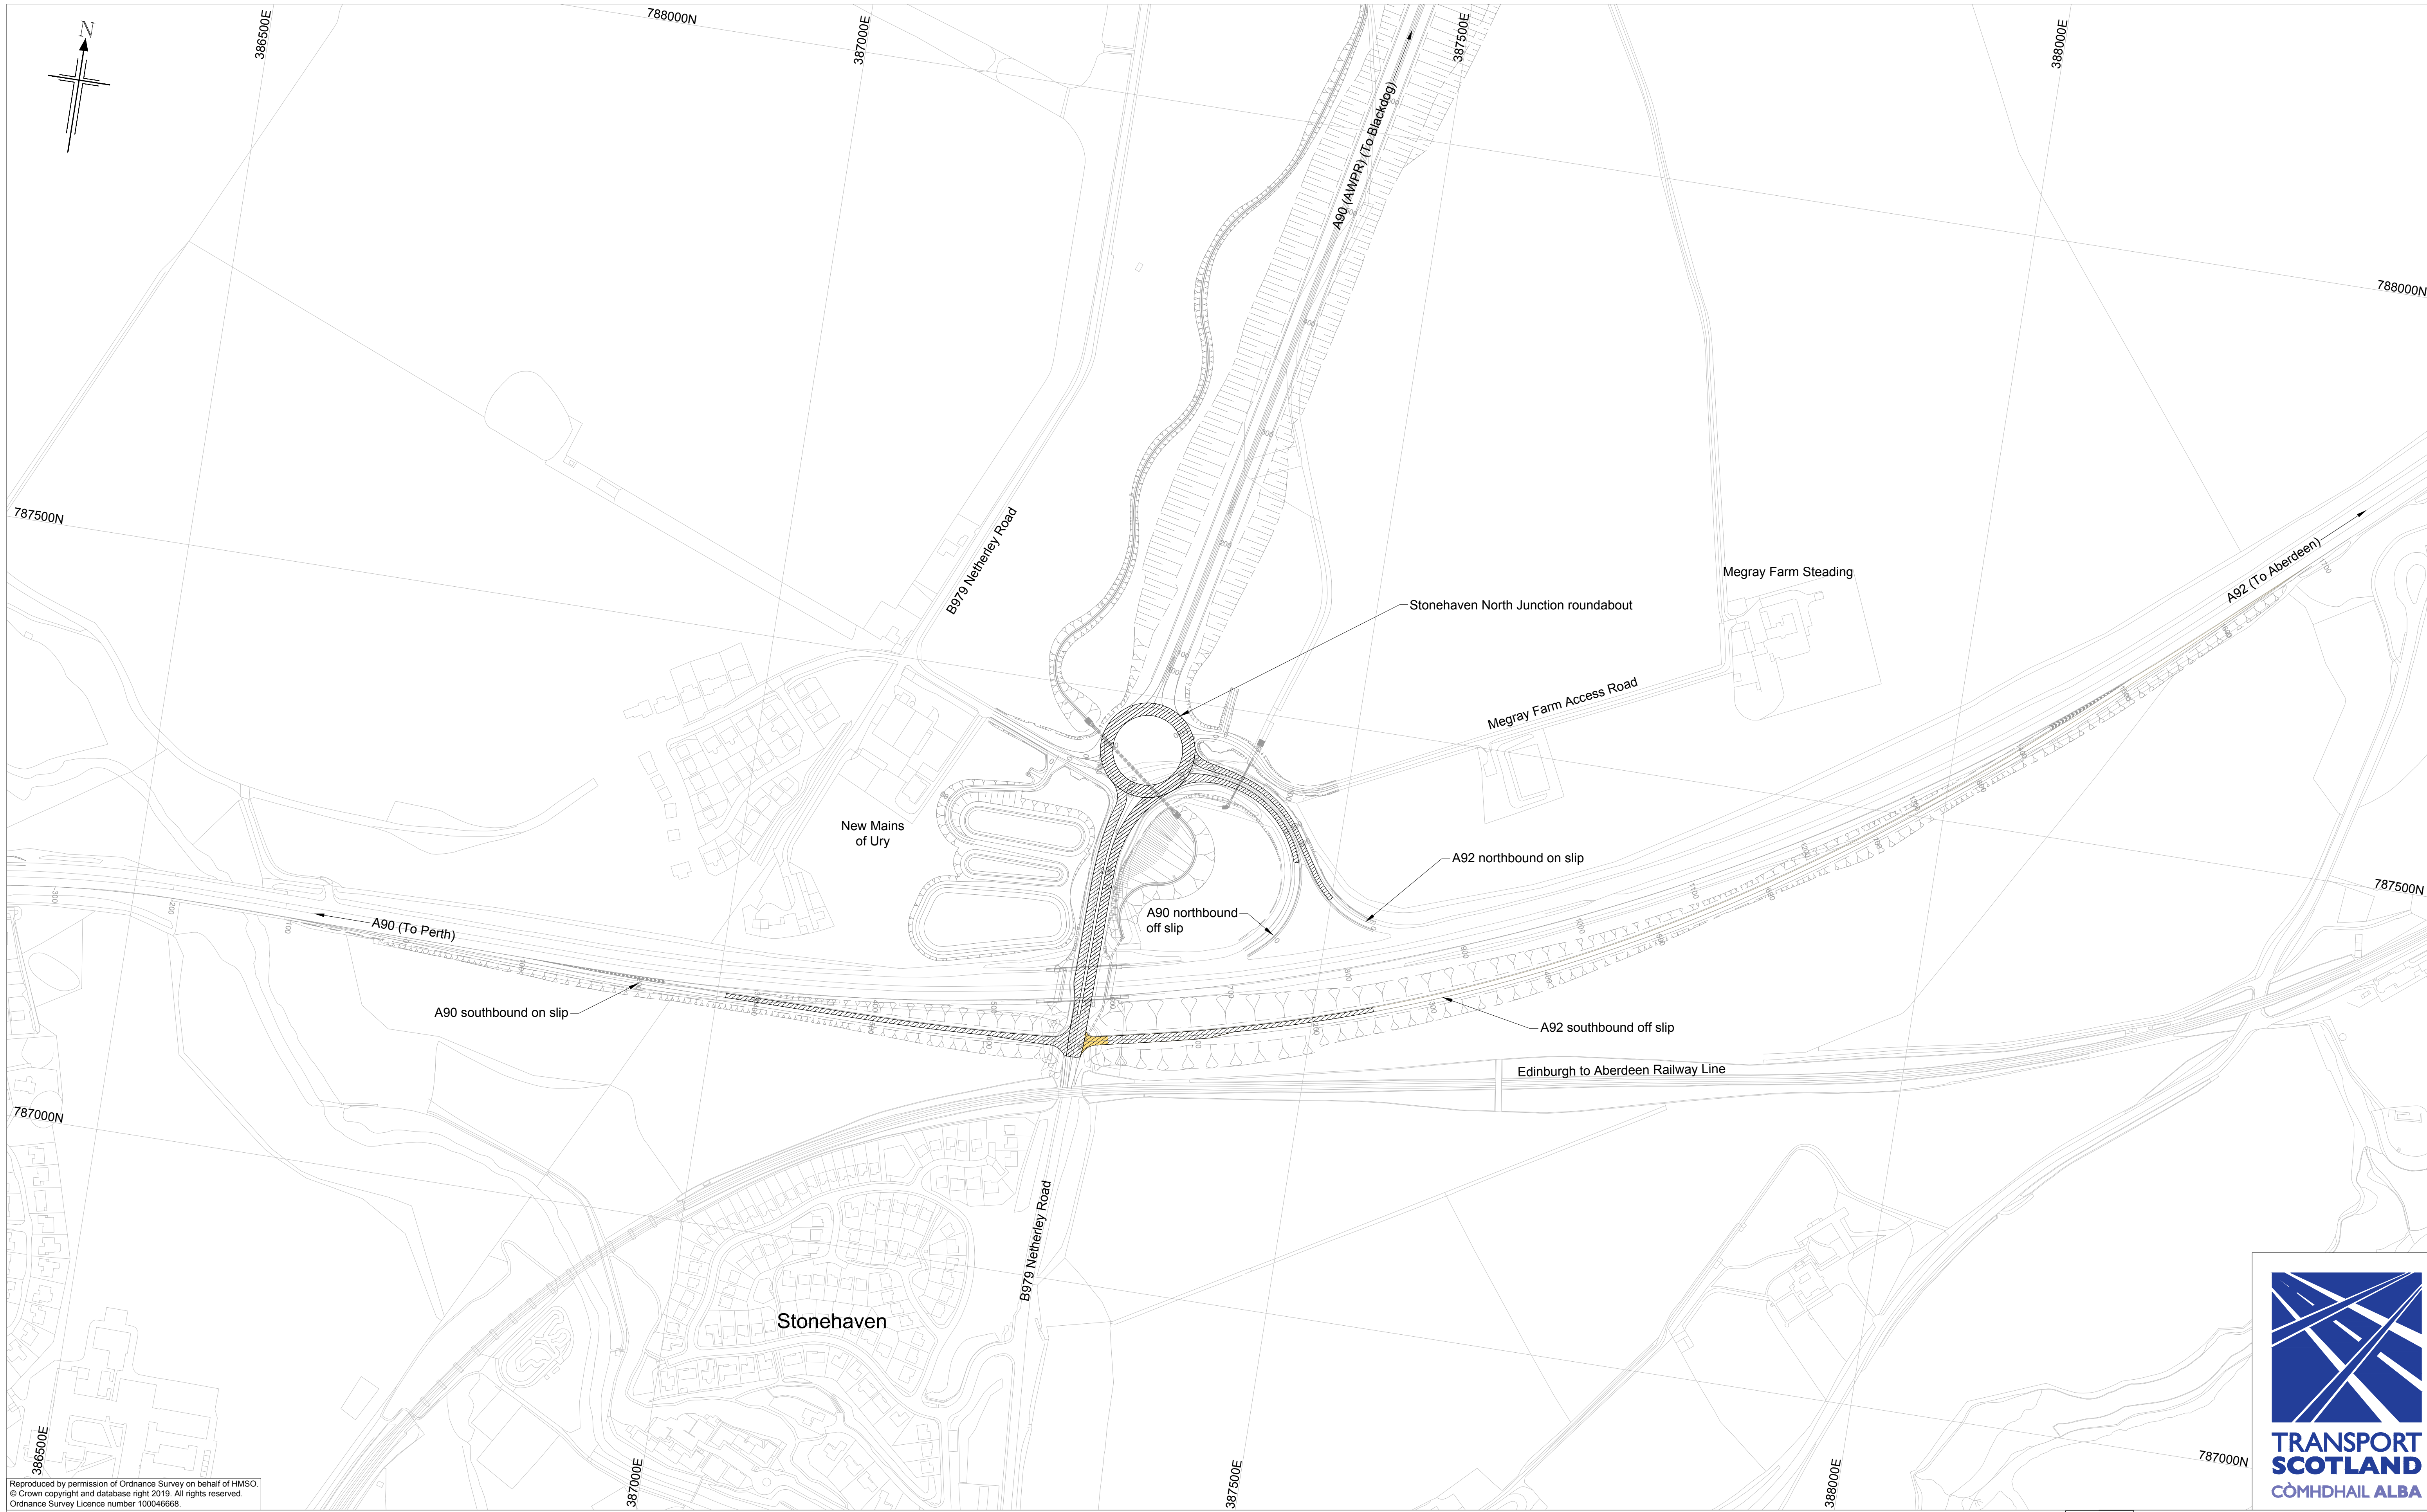 788000N
386500E
387000E
387500E
388000E
N
A90 (AWPR) (To Blackdog)
788000N
787500N
B979 Netherley Road
A92 (To Aberdeen)
Megray Farm Steading
Stonehaven North Junction roundabout
Megray Farm Access Road
New Mains
of Ury
A92 northbound on slip
787500N
A90 northbound
off slip
A90 (To Perth)
A90 southbound on slip
A92 southbound off slip
Edinburgh to Aberdeen Railway Line
787000N
B979 Netherley Road
Stonehaven
TRANSPORT
SCOTLAND
CÒMHDHAIL ALBA
787000N
386500E
387000E
387500E
388000E
Reproduced by permission of Ordnance Survey on behalf of HMSO.
© Crown copyright and database right 2019. All rights reserved.
Ordnance Survey Licence number 100046668.